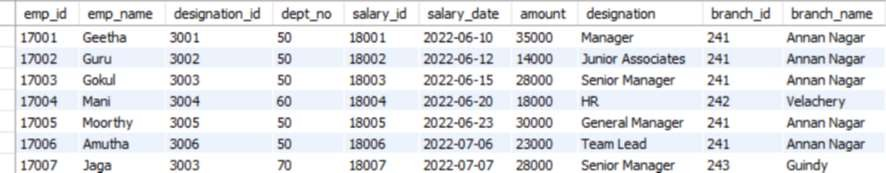 emp_id emp_name designation_id dept_no salary_id salary_date amount designation branch_id branch_name
17001 Geetha 3001 50 18001 2022-06-10 35000 Manager 241 Annan Nagar
17002 Guru 3002 50 18002 2022-06-12 14000 Junior Associates 241 Annan Nagar
17003 Gokul 3003 50 18003 2022-06-15 28000 Senior Manager 241 Annan Nagar
17004 Mani 3004 60 18004 2022-06-20 18000 HR 242 Velachery
17005 Moorthy 3005 50 18005 2022-06-23 30000 General Manager 241 Annan Nagar
17006 Amutha 3006 50 18006 2022-07-06 23000 Team Lead 241 Annan Nagar
17007 Jaga 3003 70 18007 2022-07-07 28000 Senior Manager 243 Guindy